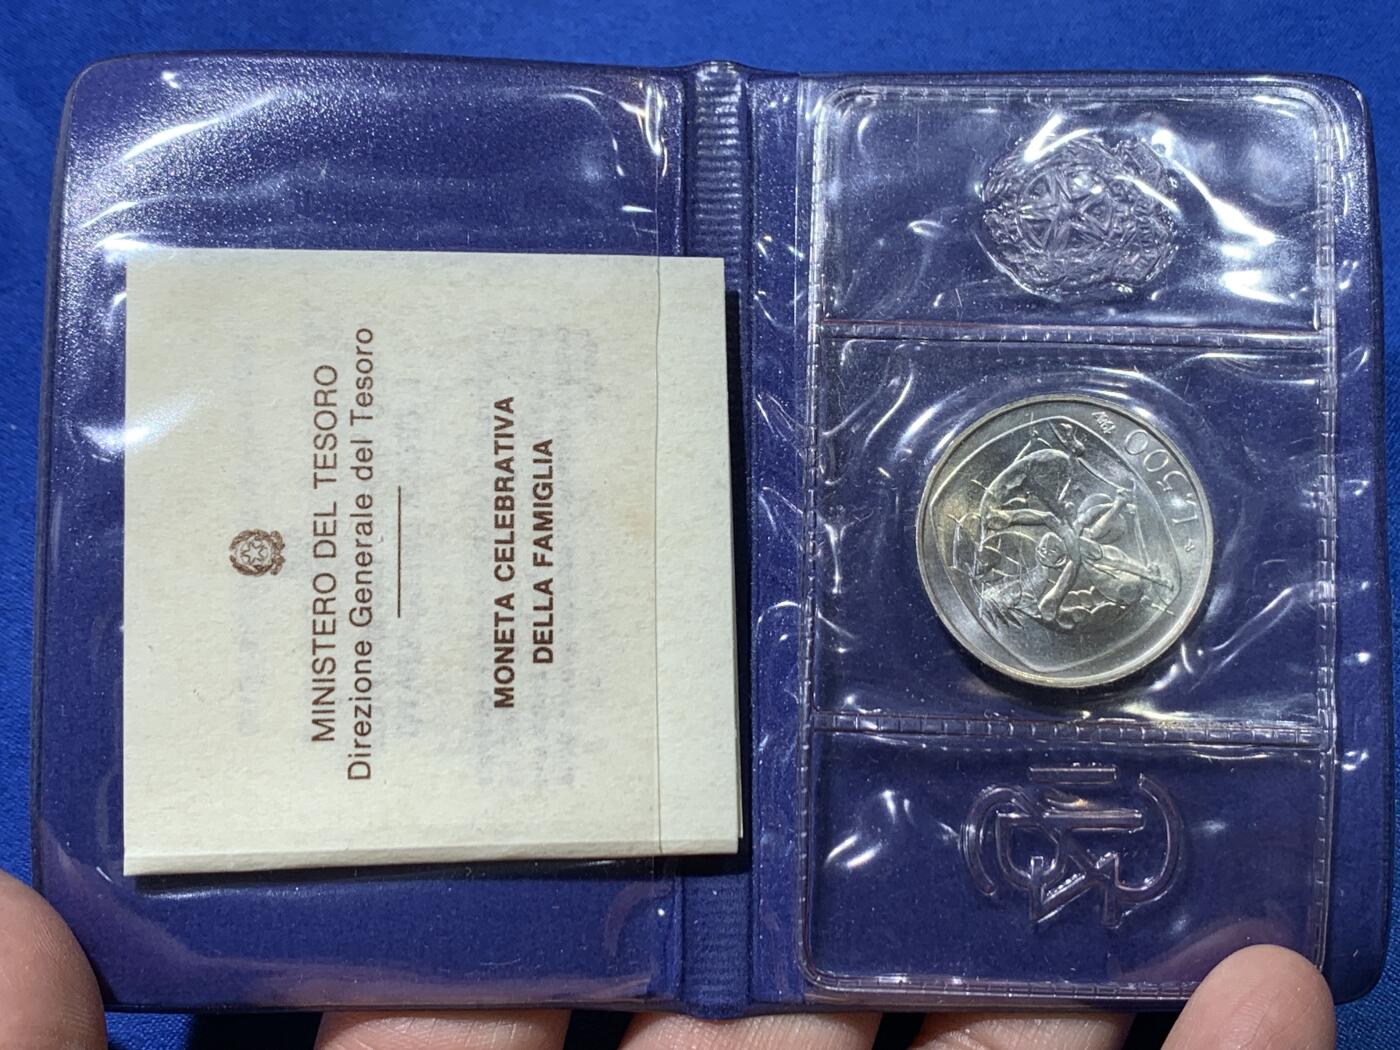 MINISTERO DEL TESORO
Direzione Generale del Tesoro
MONETA CELEBRATIVA
DELLA FAMIGLIA
L. 500